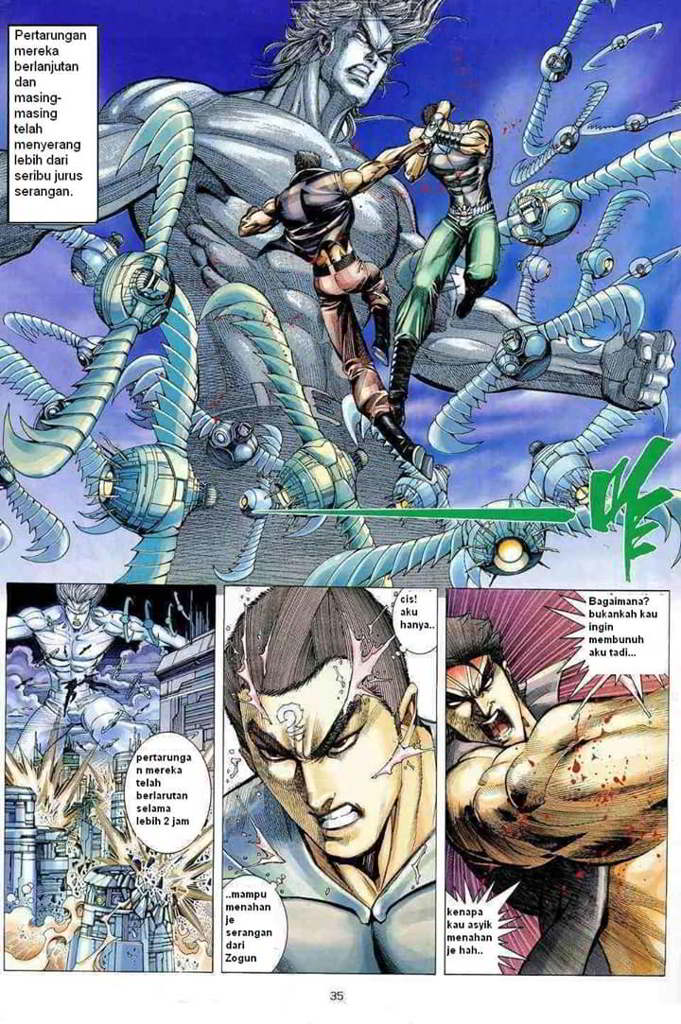 Pertarungan
mereka
berlanjutan
dan
masing-
masing
telah
menyerang
lebih dari
seribu jurus
serangan.
pertarunga
n mereka
telah
berlarutan
selama
lebih 2 jam
cis!
aku
hanya..
..mampu
menahan
je
serangan
dari
Zogun
Bagaimana?
bukankah kau
ingin
membunuh
aku tadi...
kenapa
kau asyik
menahan
je hah..
35